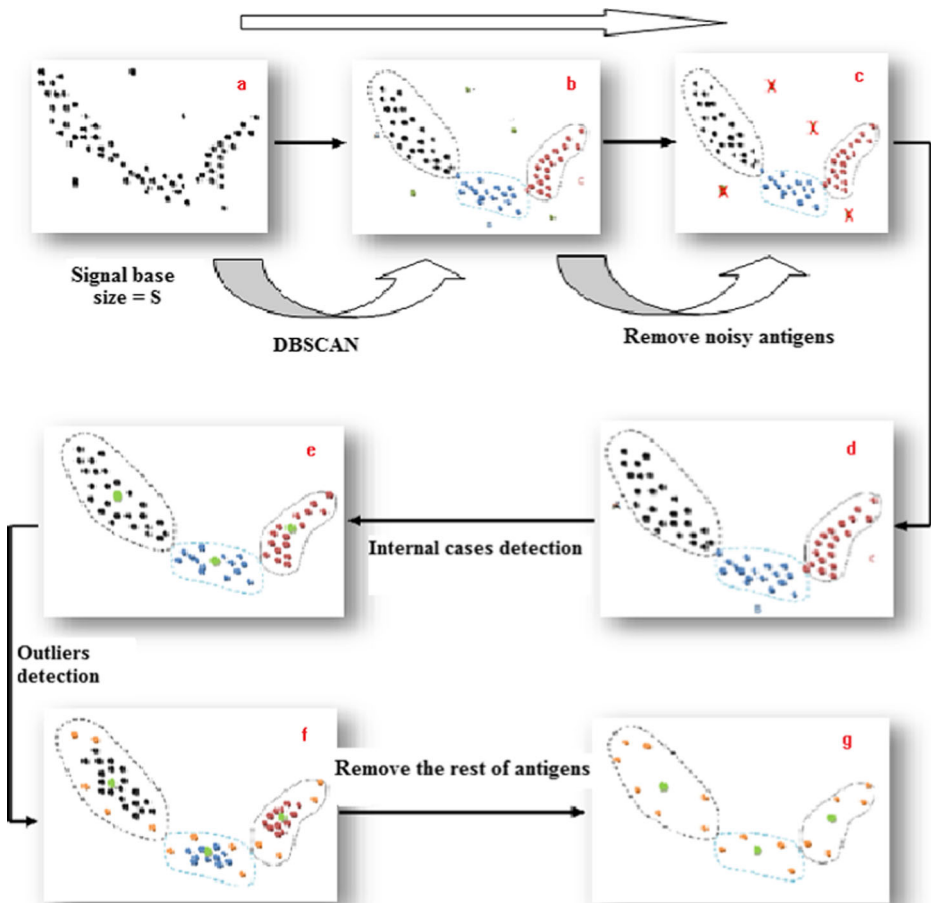 a
b
c
Signal base
size = S
DBSCAN
Remove noisy antigens
e
d
Internal cases detection
Outliers
detection
f
g
Remove the rest of antigens